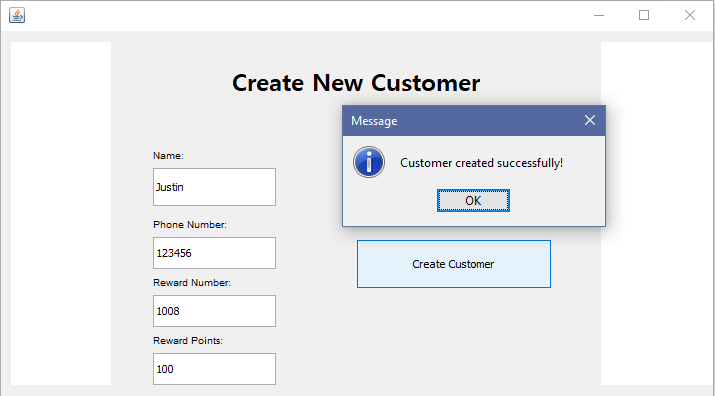 Create New Customer
Message
Customer created successfully!
OK
Name:
Justin
Phone Number:
123456
Create Customer
Reward Number:
1008
Reward Points:
100